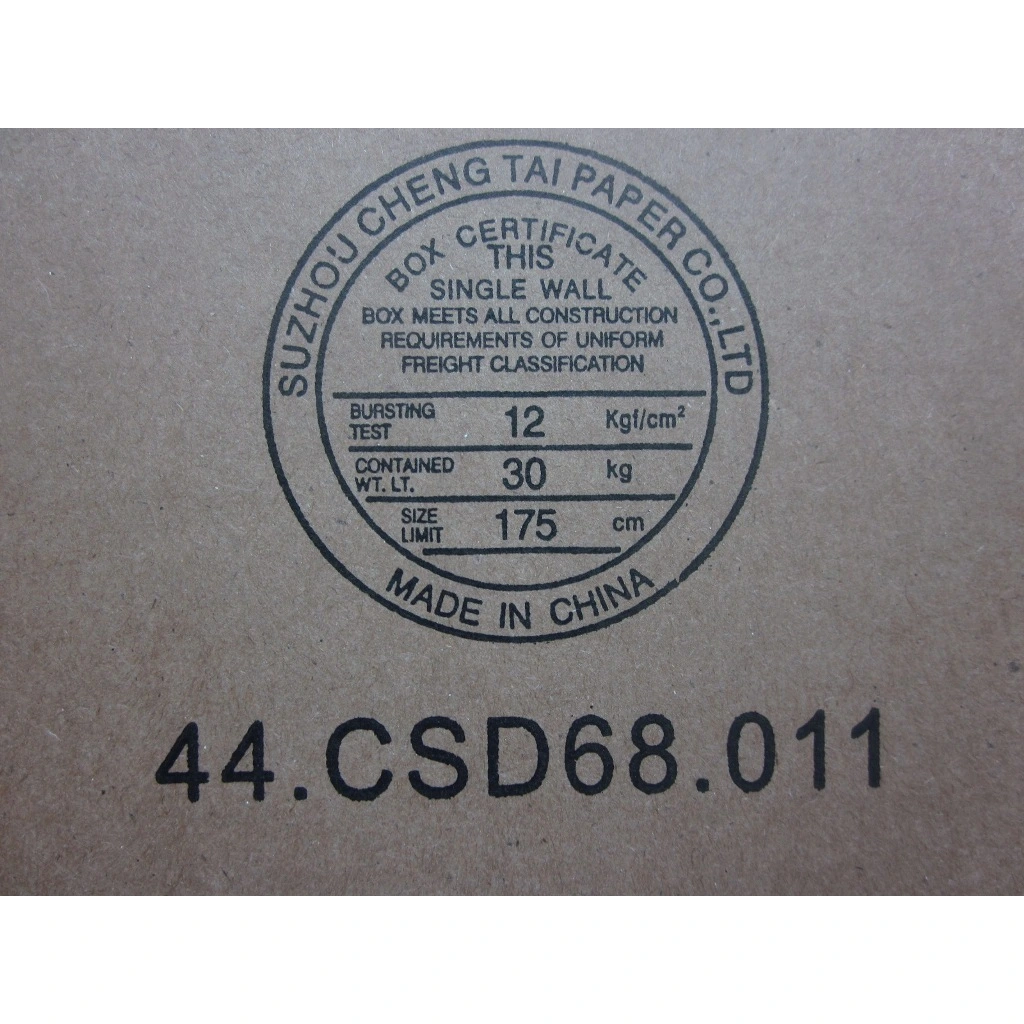 SUZHOU CHENG TAI PAPER CO.,LTD
BOX CERTIFICATE
THIS
SINGLE WALL
BOX MEETS ALL CONSTRUCTION
REQUIREMENTS OF UNIFORM
FREIGHT CLASSIFICATION
BURSTING TEST 12 Kgf/cm²
CONTAINED WT. LT. 30 kg
SIZE LIMIT 175 cm
MADE IN CHINA
44.CSD68.011